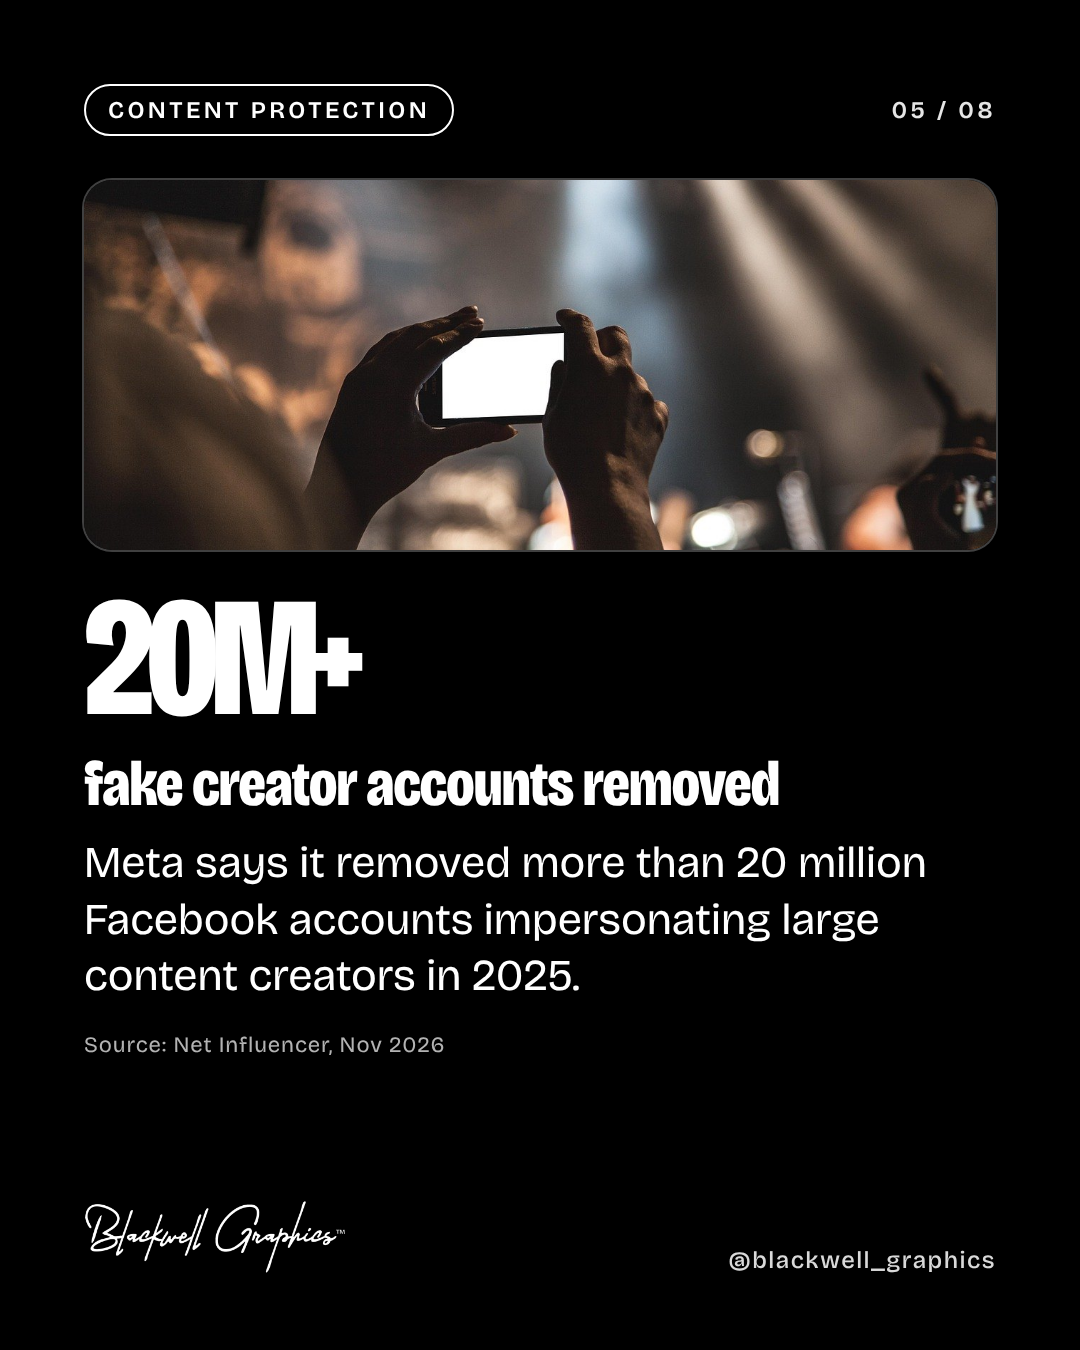 CONTENT PROTECTION
05 / 08
20M+
fake creator accounts removed
Meta says it removed more than 20 million
Facebook accounts impersonating large
content creators in 2025.
Source: Net Influencer, Nov 2026
Blackwell Graphics™
@blackwell_graphics